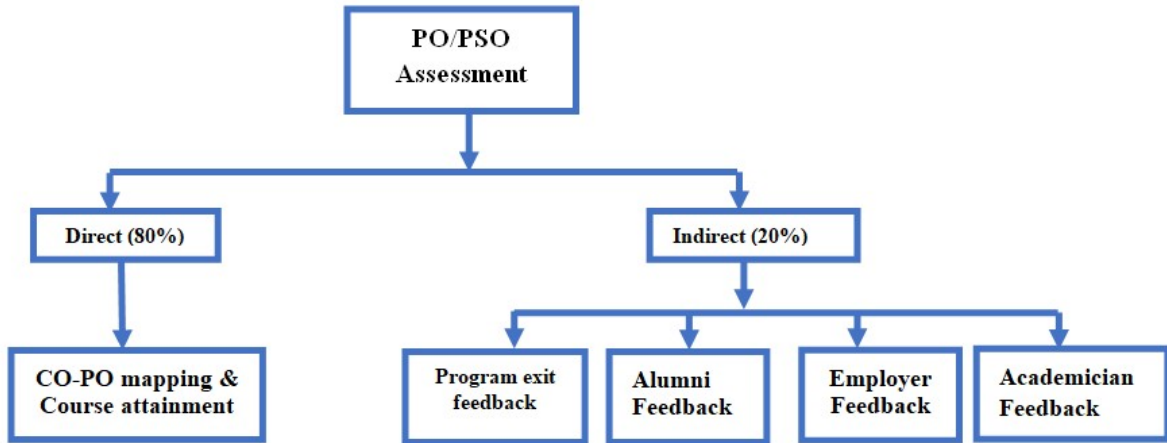 PO/PSO
Assessment
Direct (80%)
Indirect (20%)
CO-PO mapping &
Course attainment
Program exit
feedback
Alumni
Feedback
Employer
Feedback
Academician
Feedback